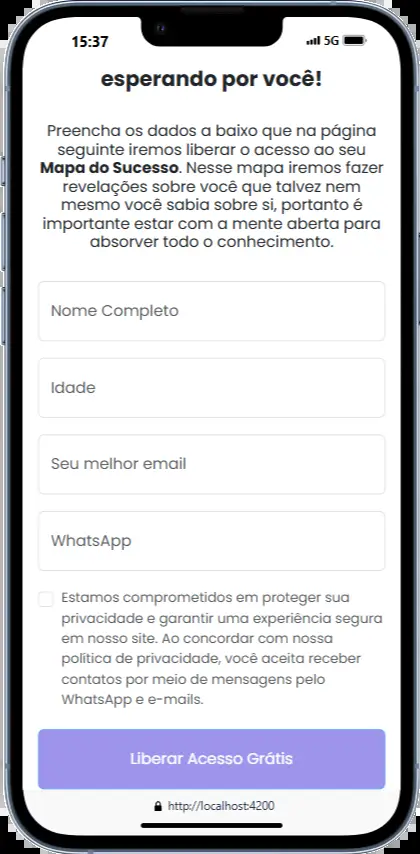 15:37
5G
esperando por você!
Preencha os dados a baixo que na página
seguinte iremos liberar o acesso ao seu
Mapa do Sucesso. Nesse mapa iremos fazer
revelações sobre você que talvez nem
mesmo você sabia sobre si, portanto é
importante estar com a mente aberta para
absorver todo o conhecimento.
Nome Completo
Idade
Seu melhor email
WhatsApp
Estamos comprometidos em proteger sua
privacidade e garantir uma experiência segura
em nosso site. Ao concordar com nossa
política de privacidade, você aceita receber
contatos por meio de mensagens pelo
WhatsApp e e-mails.
Liberar Acesso Grátis
http://localhost:4200